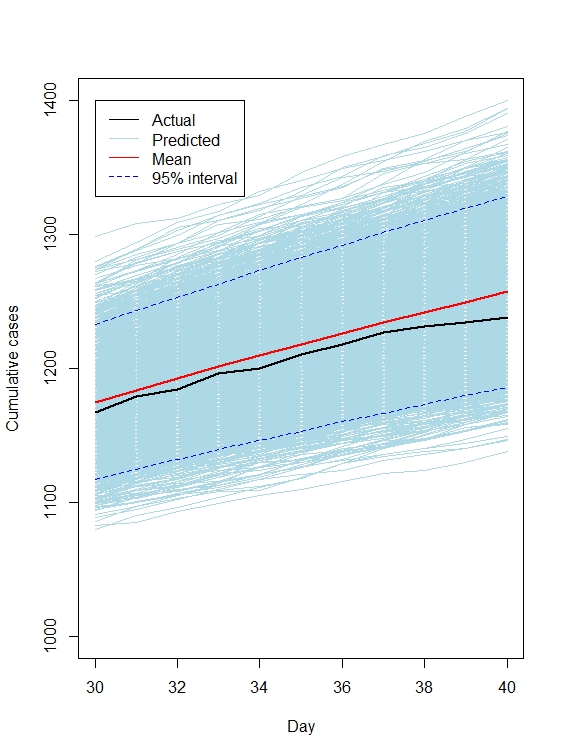 1400
1300
1200
1100
1000
Cumulative cases
Actual
Predicted
Mean
95% interval
30 32 34 36 38 40
Day